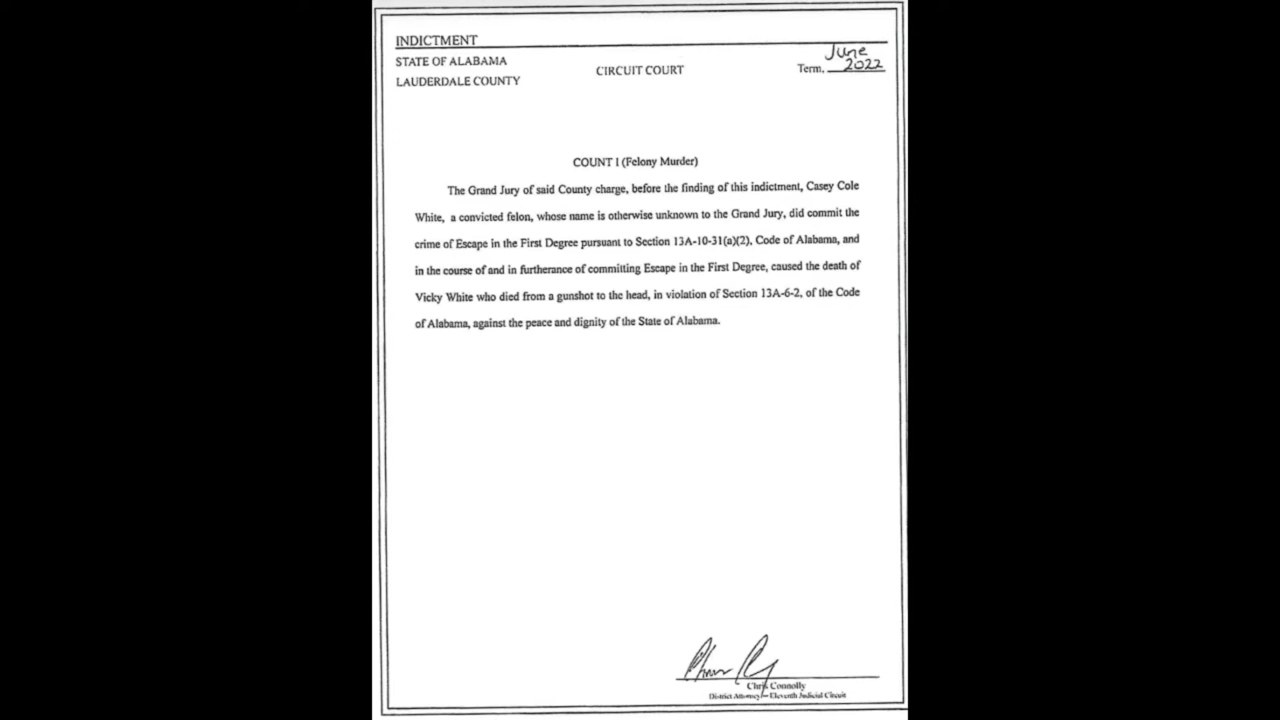 INDICTMENT
STATE OF ALABAMA
LAUDERDALE COUNTY
CIRCUIT COURT
June
Term, 2022
COUNT I (Felony Murder)
The Grand Jury of said County charge, before the finding of this indictment, Casey Cole
White, a convicted felon, whose name is otherwise unknown to the Grand Jury, did commit the
crime of Escape in the First Degree pursuant to Section 13A-10-31(a)(2), Code of Alabama, and
in the course of and in furtherance of committing Escape in the First Degree, caused the death of
Vicky White who died from a gunshot to the head, in violation of Section 13A-6-2, of the Code
of Alabama, against the peace and dignity of the State of Alabama.
Chris Connolly
District Attorney – Eleventh Judicial Circuit